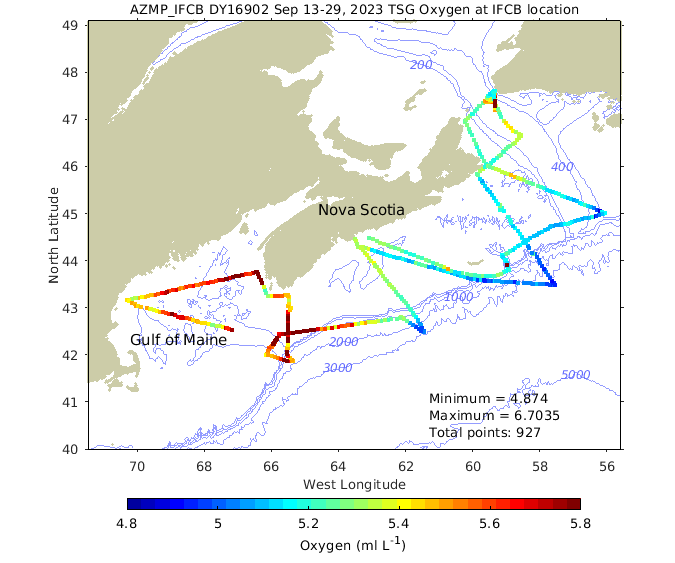 AZMP_IFCB DY16902 Sep 13-29, 2023 TSG Oxygen at IFCB location
49
48
47
46
45
44
43
42
41
40
North Latitude
200
400
Nova Scotia
1000
Gulf of Maine
2000
3000
5000
Minimum = 4.874
Maximum = 6.7035
Total points: 927
70 68 66 64 62 60 58 56
West Longitude
4.8 5 5.2 5.4 5.6 5.8
Oxygen (ml L-1)